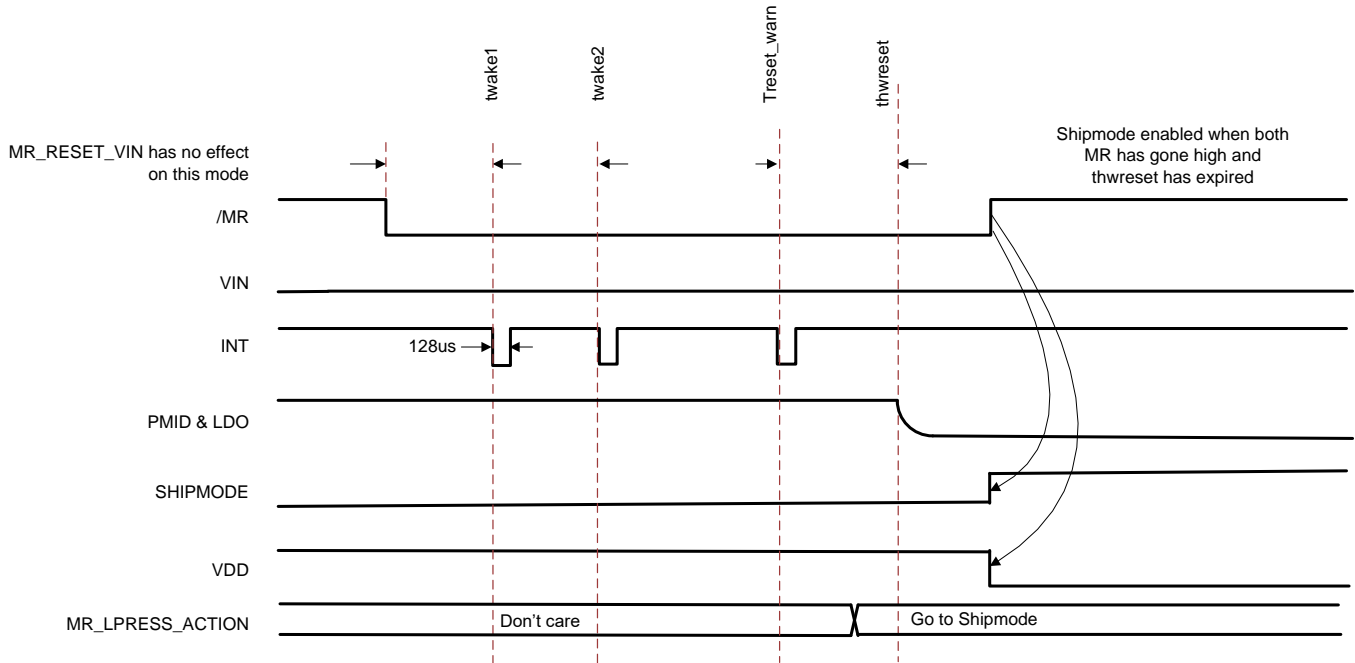 twake1
twake2
Treset_warn
thwreset
MR_RESET_VIN has no effect
on this mode
Shipmode enabled when both
MR has gone high and
thwreset has expired
/MR
VIN
INT
128us
PMID & LDO
SHIPMODE
VDD
MR_LPRESS_ACTION
Don't care
Go to Shipmode